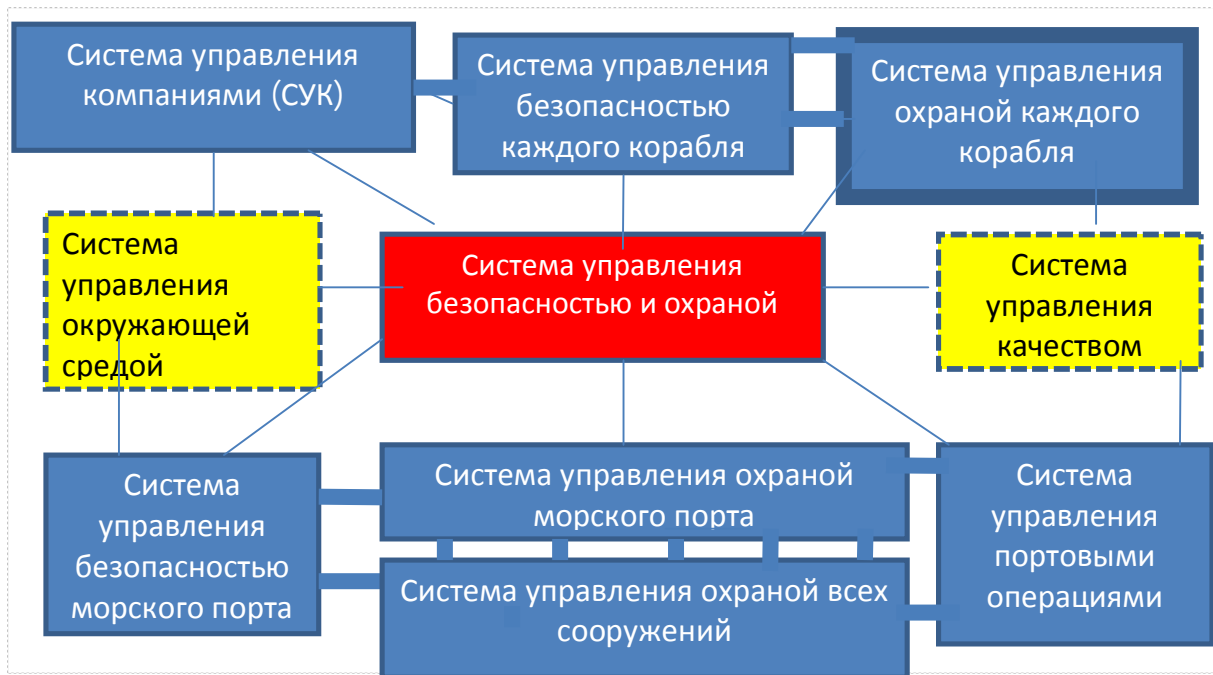 Система управления
компаниями (СУК)
Система управления
безопасностью
каждого корабля
Система управления
охраной каждого
корабля
Система
управления
окружающей
средой
Система управления
безопасностью и охраной
Система
управления
качеством
Система
управления
безопасностью
морского порта
Система управления охраной
морского порта
Система управления охраной всех
сооружений
Система
управления
портовыми
операциями